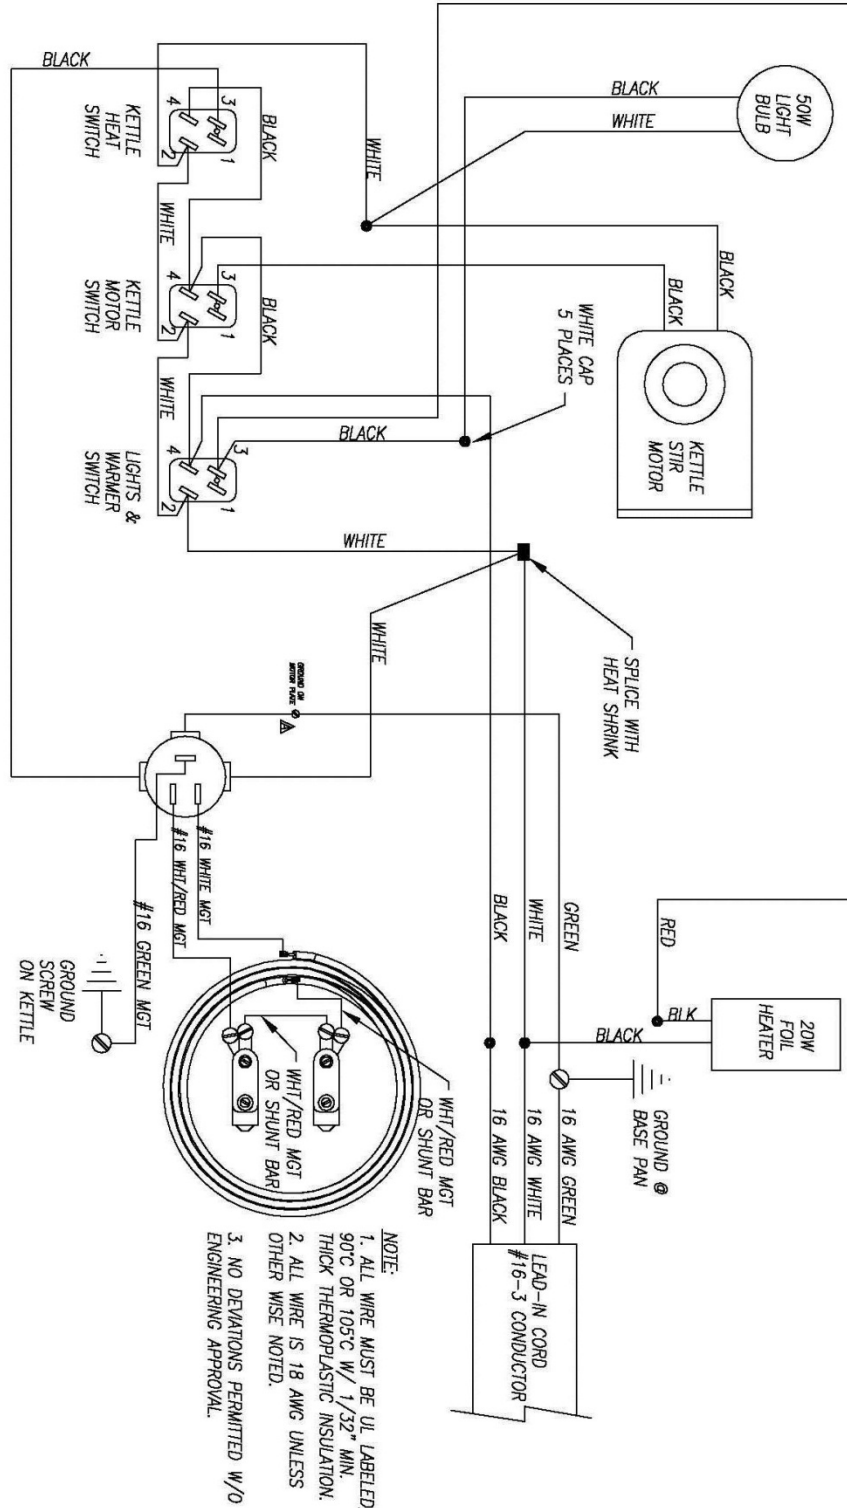 BLACK
KETTLE
HEAT
SWITCH
4
3
2
1
BLACK
WHITE
WHITE
BLACK
WHITE
50W
LIGHT
BULB
KETTLE
MOTOR
SWITCH
4
3
2
1
BLACK
WHITE
BLACK
BLACK
KETTLE
STIR
MOTOR
WHITE CAP
5 PLACES
LIGHTS &
WARMER
SWITCH
4
3
2
1
BLACK
WHITE
WHITE
SPLICE WITH
HEAT SHRINK
GROUND ON
MOTOR PLATE
A
#16 WHITE MGT
#16 WHT/RED MGT
#16 GREEN MGT
GROUND
SCREW
ON KETTLE
WHT/RED MGT
OR SHUNT BAR
WHT/RED MGT
OR SHUNT BAR
BLACK
WHITE
GREEN
RED
BLK
BLACK
20W
FOIL
HEATER
GROUND @
BASE PAN
16 AWG BLACK
16 AWG WHITE
16 AWG GREEN
LEAD-IN CORD
#16-3 CONDUCTOR
NOTE:
1. ALL WIRE MUST BE UL LABELED
90°C OR 105°C W/ 1/32" MIN.
THICK THERMOPLASTIC INSULATION.
2. ALL WIRE IS 18 AWG UNLESS
OTHER WISE NOTED.
3. NO DEVIATIONS PERMITTED W/O
ENGINEERING APPROVAL.